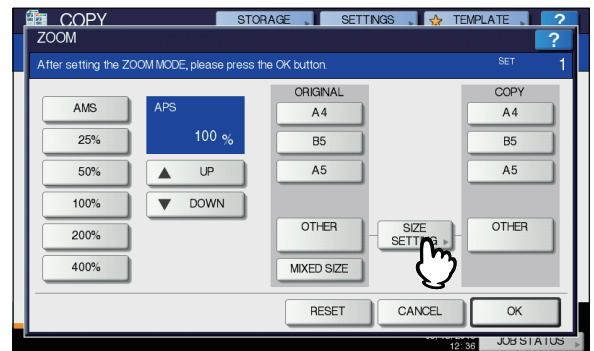 COPY STORAGE SETTINGS TEMPLATE ?
ZOOM ?
After setting the ZOOM MODE, please press the OK button. SET 1
ORIGINAL COPY
AMS APS A4 A4
25% 100 % B5 B5
50% UP A5 A5
100% DOWN
200% OTHER SIZE SETTING OTHER
400% MIXED SIZE
RESET CANCEL OK
12:36 JOB STATUS